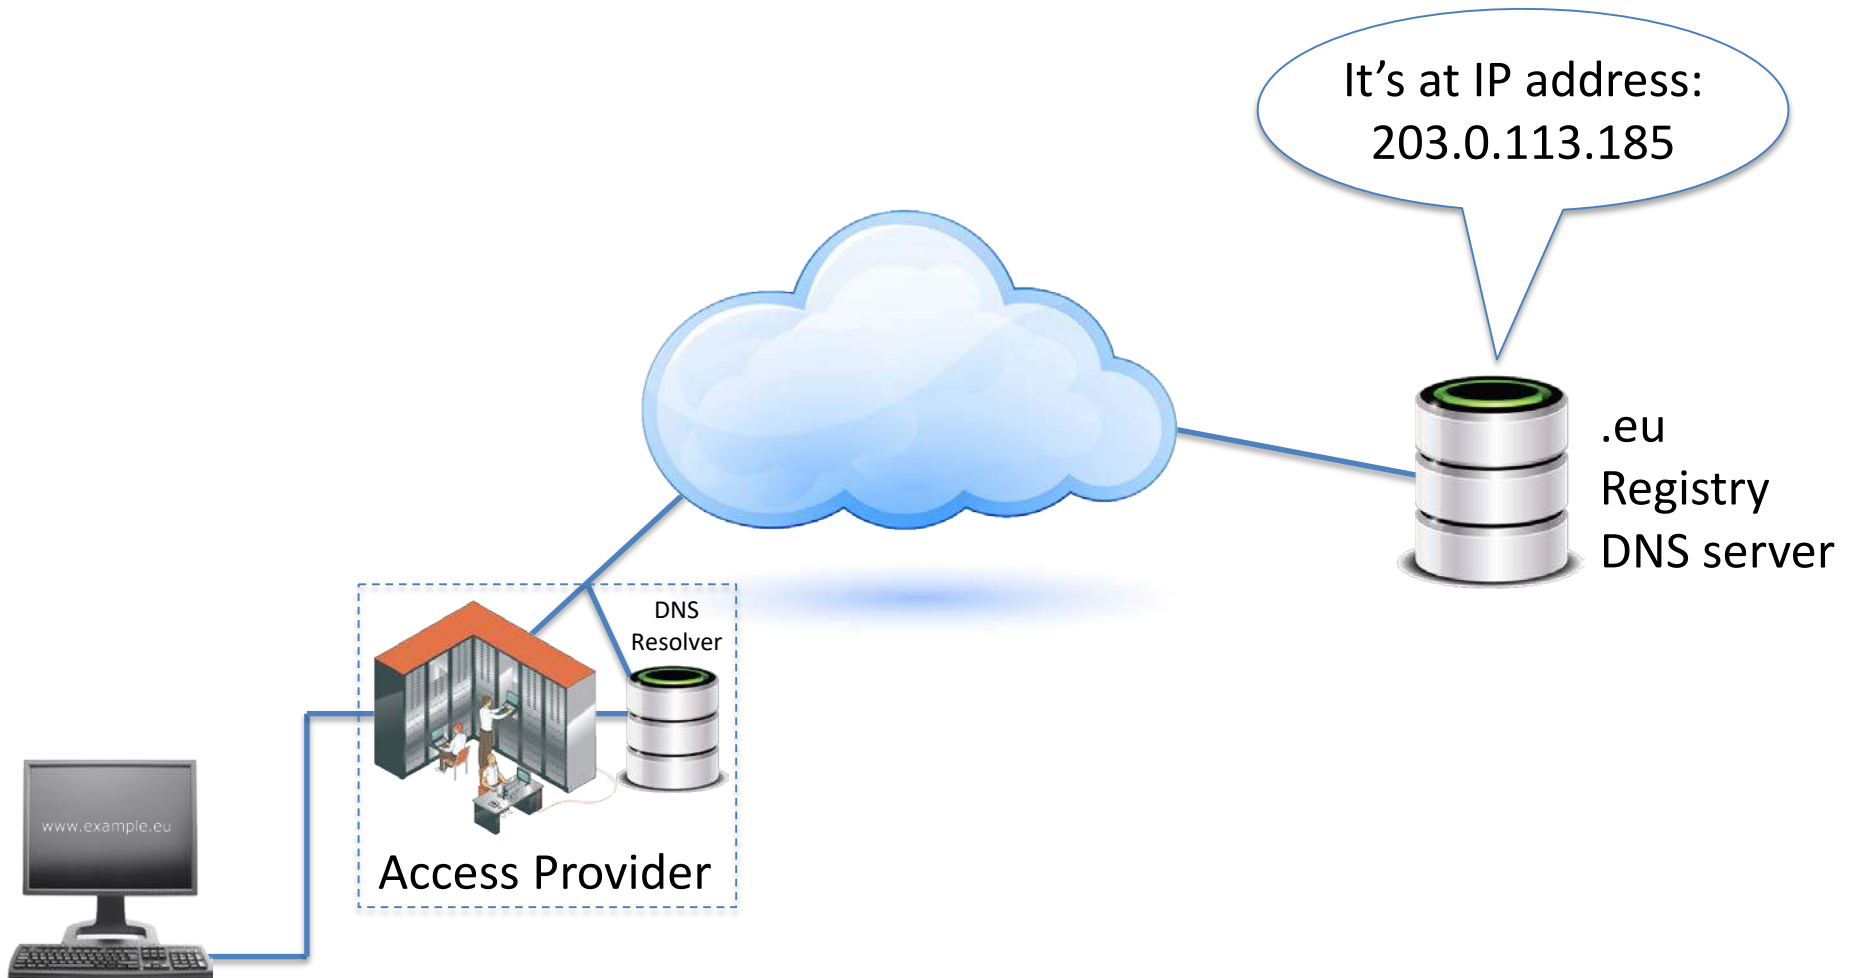 It’s at IP address:
203.0.113.185
.eu
Registry
DNS server
DNS
Resolver
www.example.eu
Access Provider